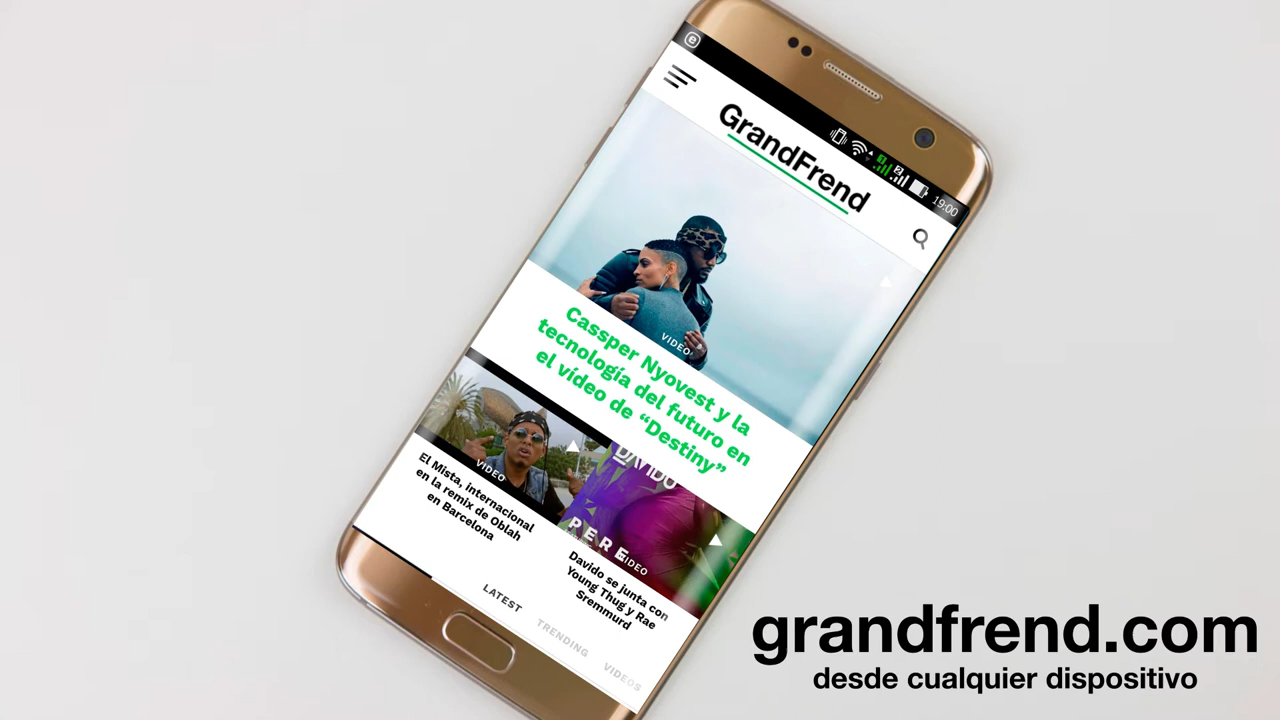 19:00
GrandFrend
VIDEO
Cassper Nyovest y la
tecnología del futuro en
el vídeo de “Destiny”
VIDEO
El Mista, internacional
en la remix de Oblah
en Barcelona
DAVIDO
PERE
VIDEO
Davido se junta con
Young Thug y Rae
Sremmurd
LATEST
TRENDING
VIDEOS
grandfrend.com
desde cualquier dispositivo